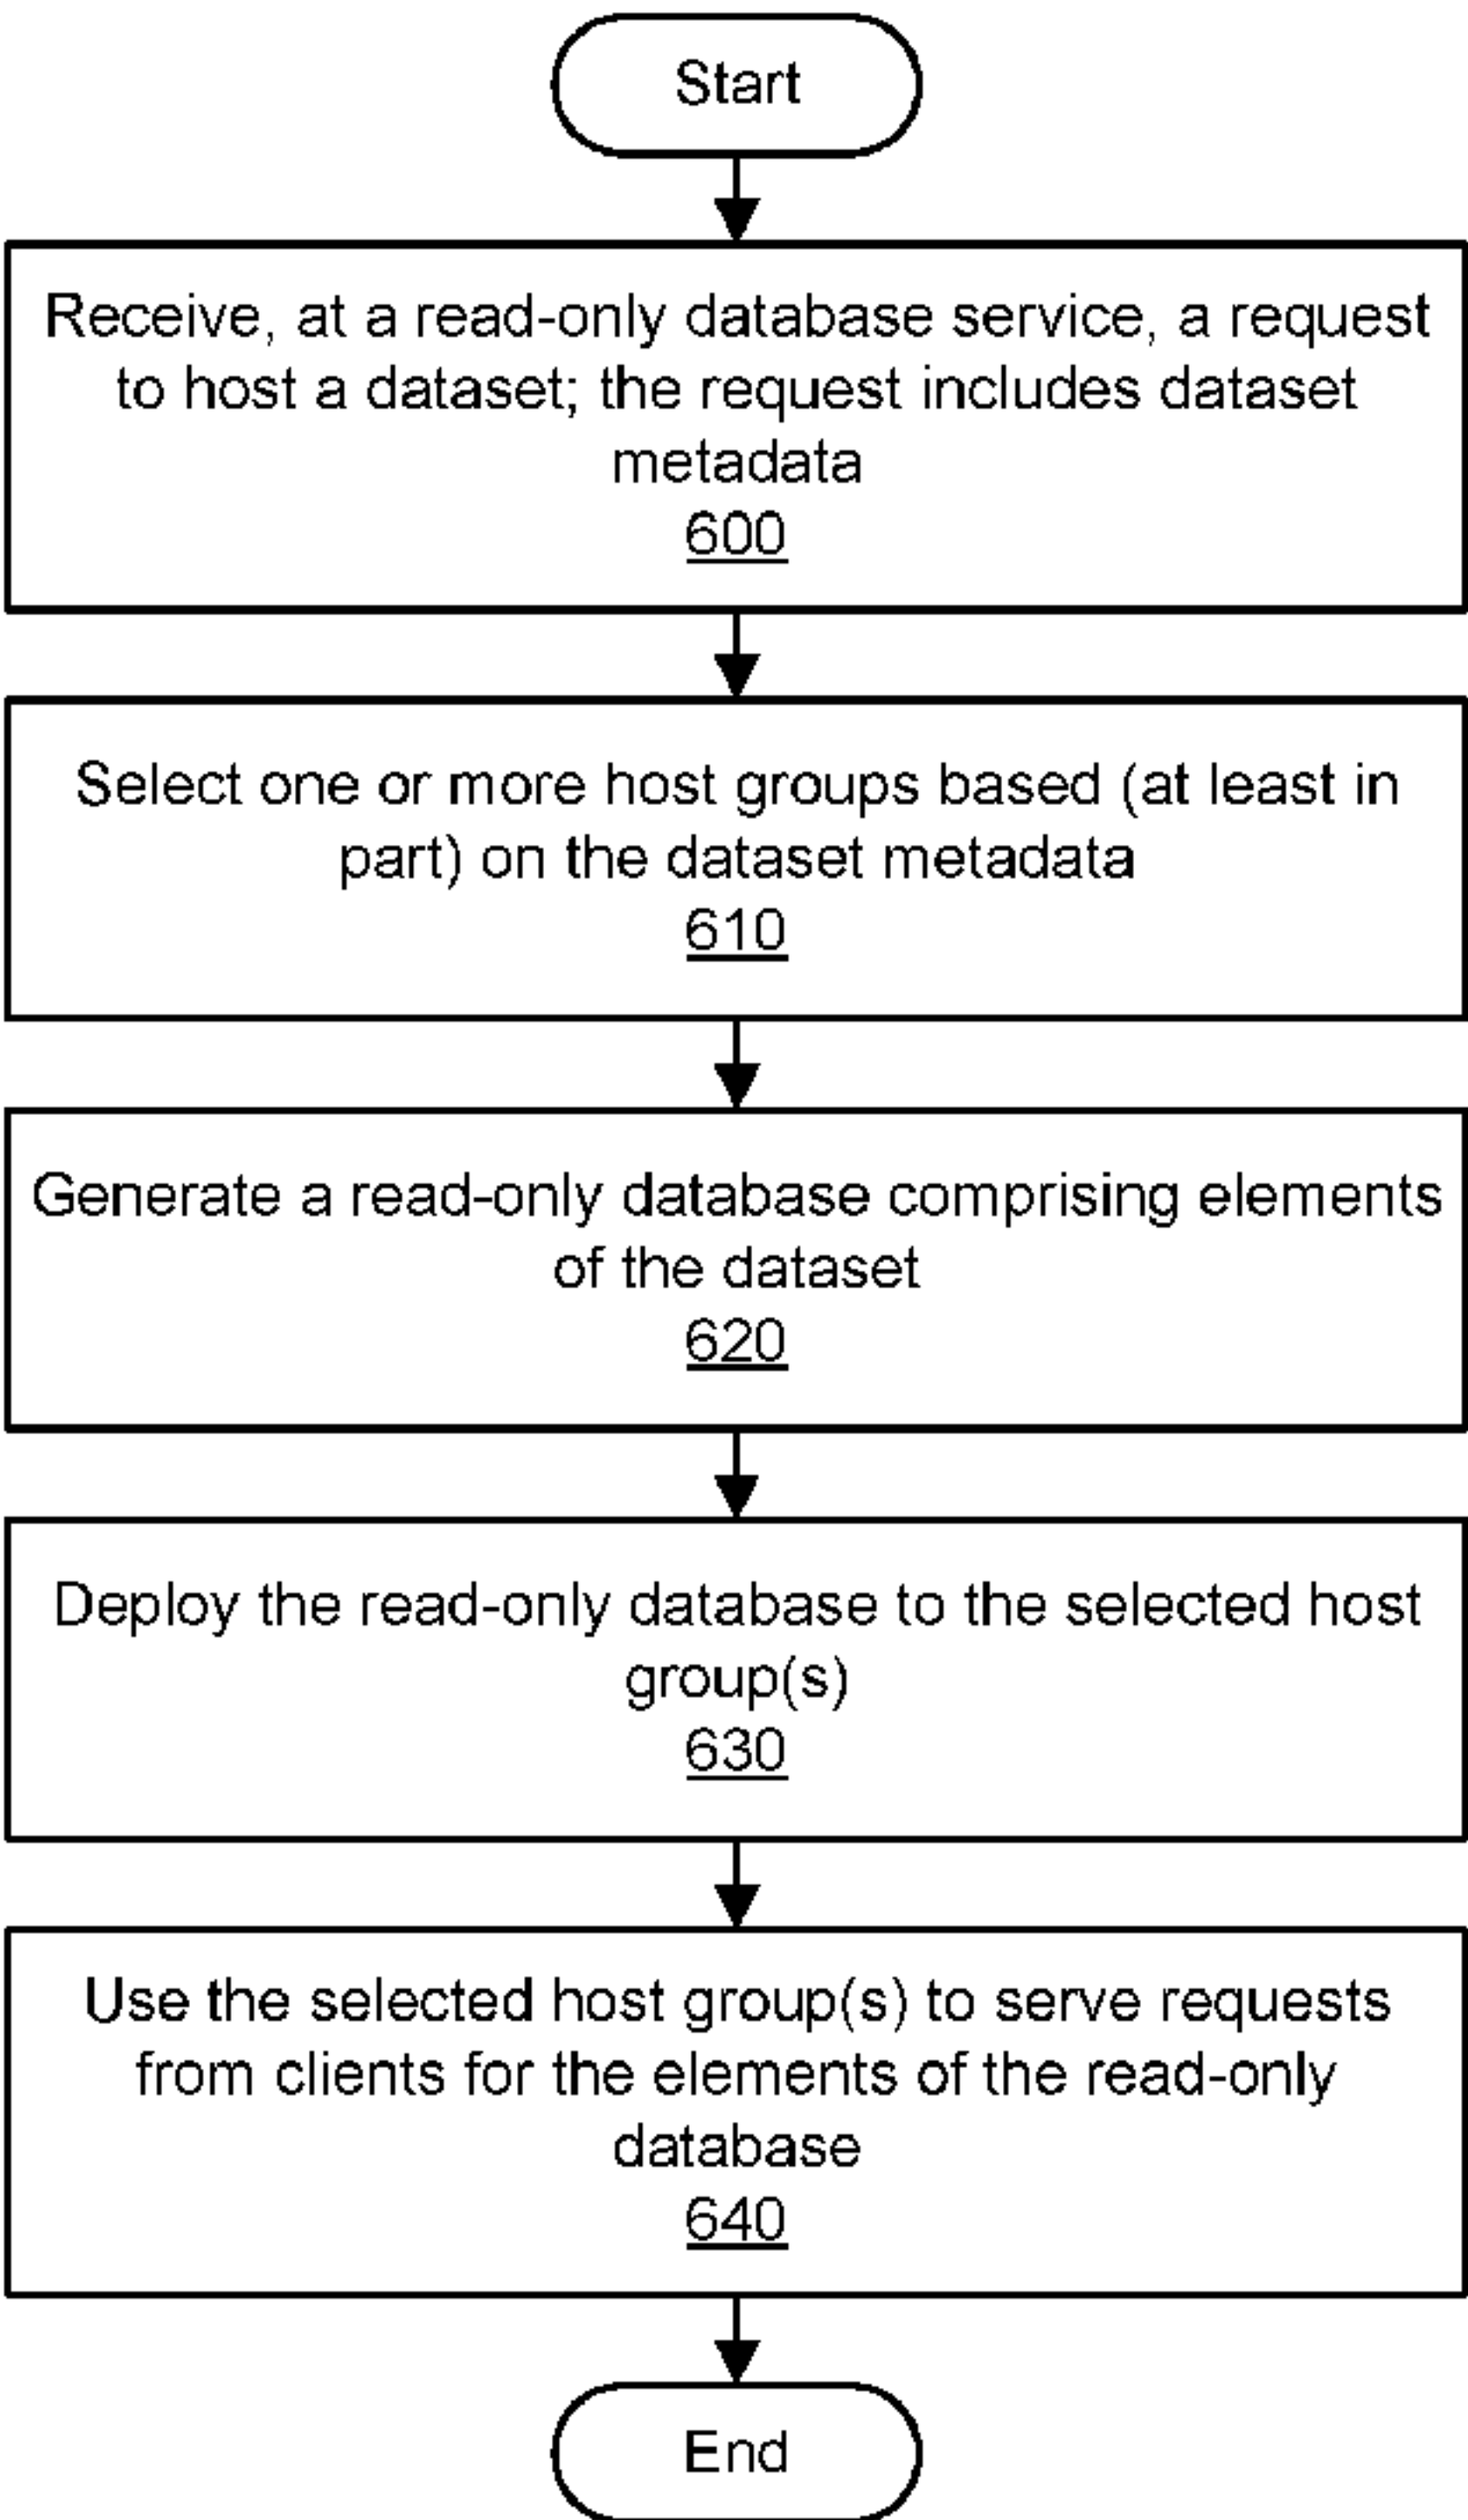 Start
Receive, at a read-only database service, a request
to host a dataset; the request includes dataset
metadata
600
Select one or more host groups based (at least in
part) on the dataset metadata
610
Generate a read-only database comprising elements
of the dataset
620
Deploy the read-only database to the selected host
group(s)
630
Use the selected host group(s) to serve requests
from clients for the elements of the read-only
database
640
End